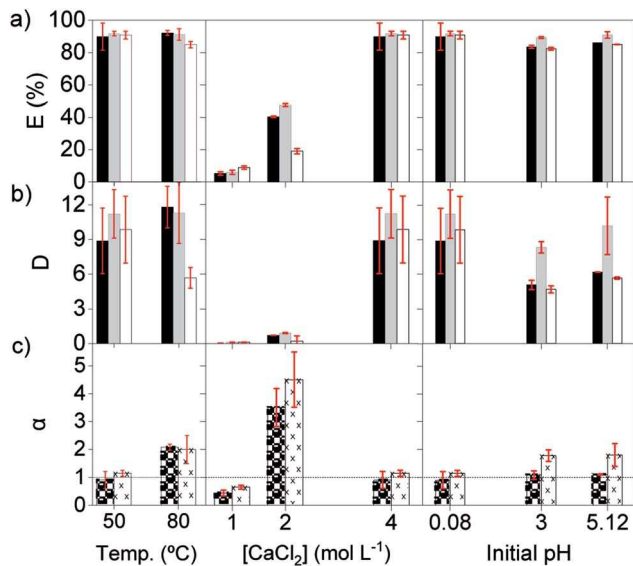 a)
100
80
60
40
20
0
E (%)
b)
12
9
6
3
0
D
c)
5
4
3
2
1
0
α
50 80 1 2 4 0.08 3 5.12
Temp. (ºC) [CaCl₂] (mol L⁻¹) Initial pH